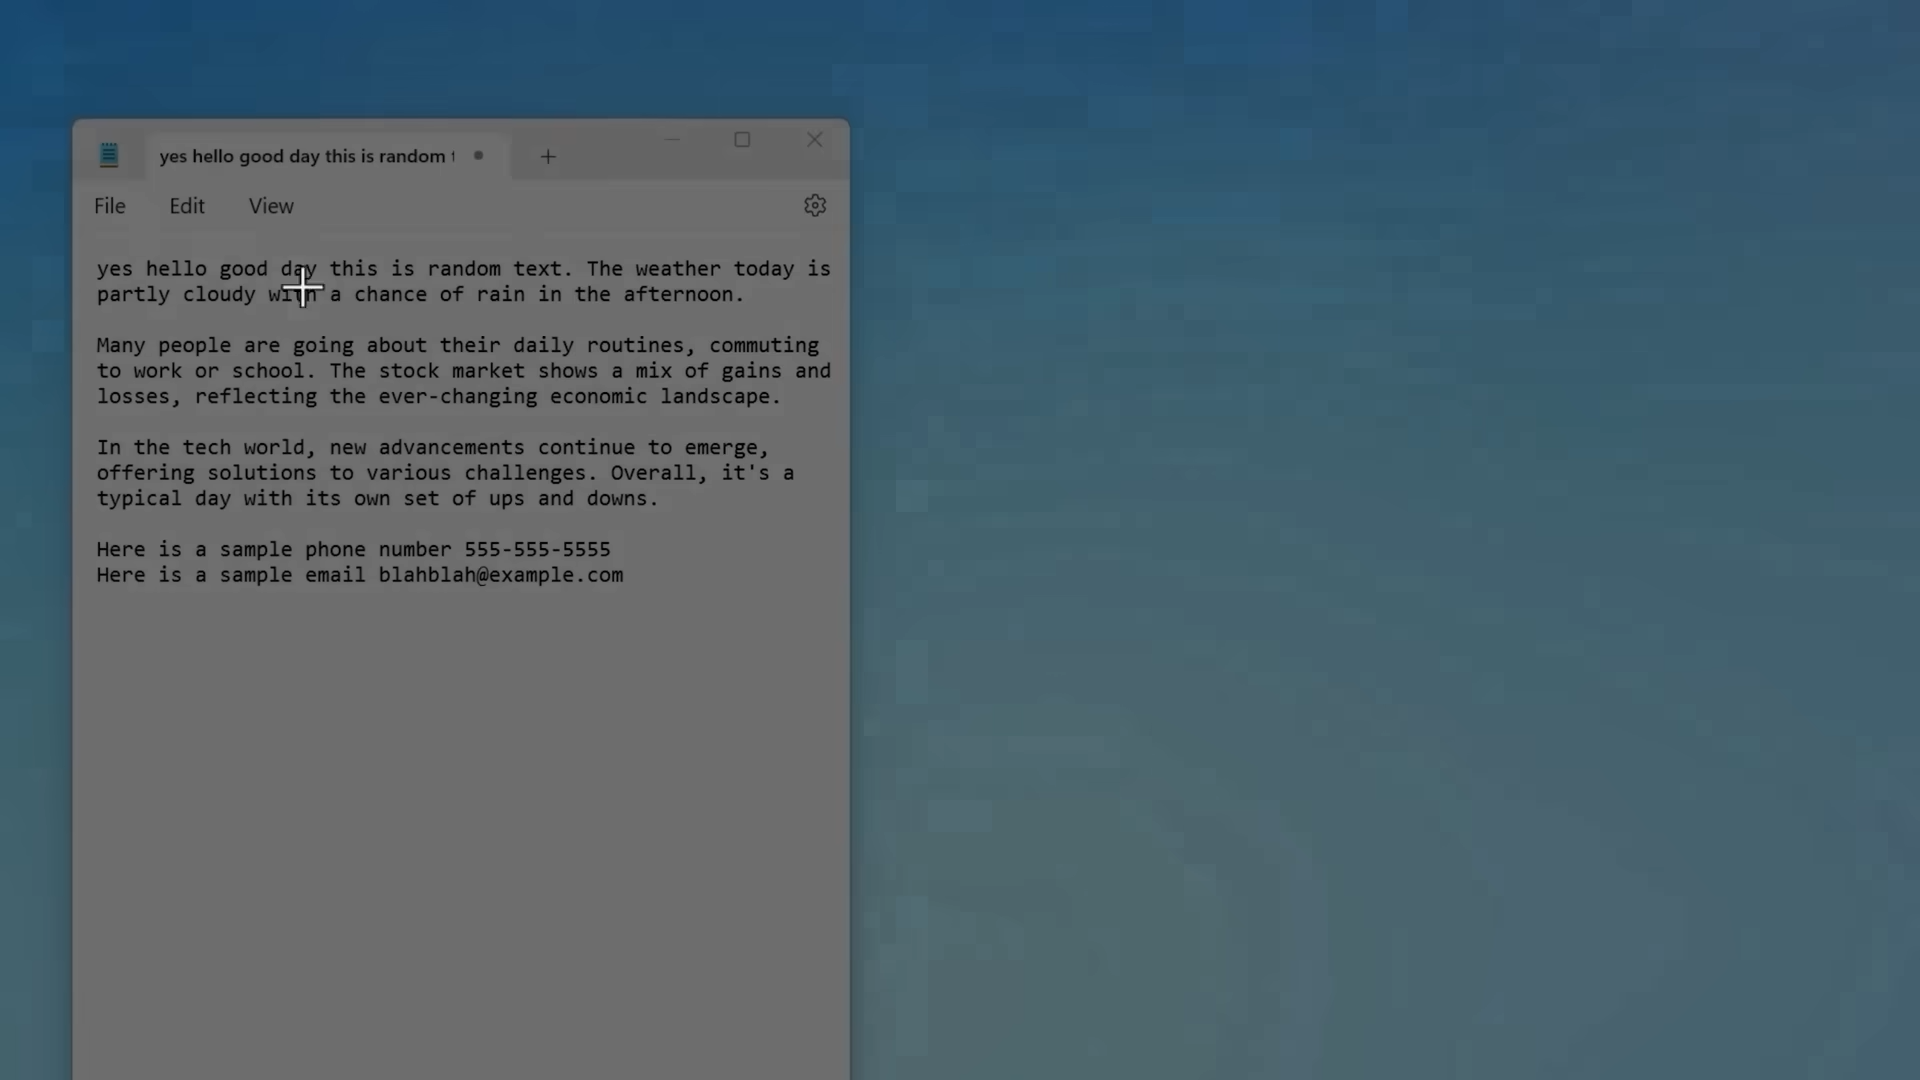 yes hello good day this is random
File Edit View
yes hello good day this is random text. The weather today is
partly cloudy with a chance of rain in the afternoon.
Many people are going about their daily routines, commuting
to work or school. The stock market shows a mix of gains and
losses, reflecting the ever-changing economic landscape.
In the tech world, new advancements continue to emerge,
offering solutions to various challenges. Overall, it's a
typical day with its own set of ups and downs.
Here is a sample phone number 555-555-5555
Here is a sample email blahblah@example.com